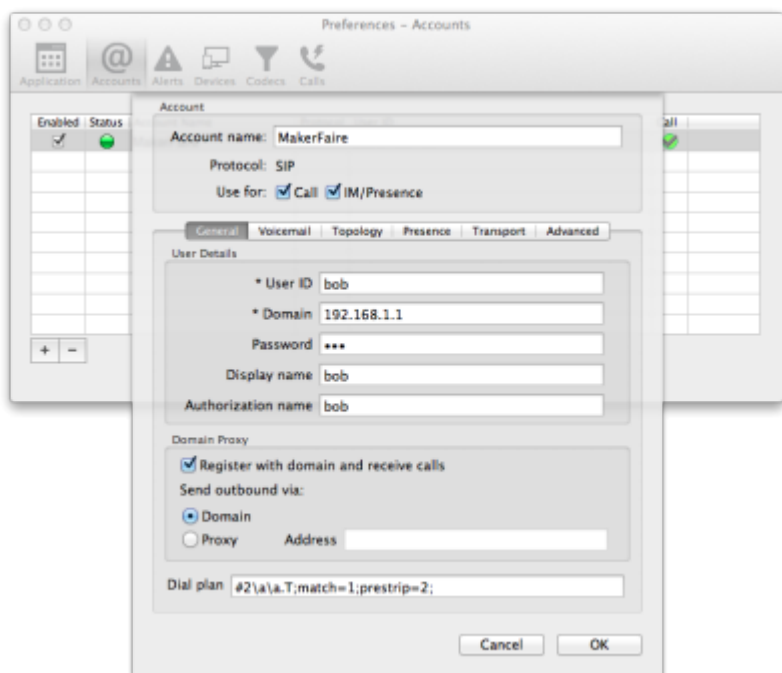 Preferences – Accounts
Application Accounts Alerts Devices Codecs Calls
Enabled Status
Call
Account
Account name: MakerFaire
Protocol: SIP
Use for: Call IM/Presence
General Voicemail Topology Presence Transport Advanced
User Details
* User ID bob
* Domain 192.168.1.1
Password •••
Display name bob
Authorization name bob
+ −
Domain Proxy
Register with domain and receive calls
Send outbound via:
Domain
Proxy Address
Dial plan #2\a\a.T;match=1;prestrip=2;
Cancel OK